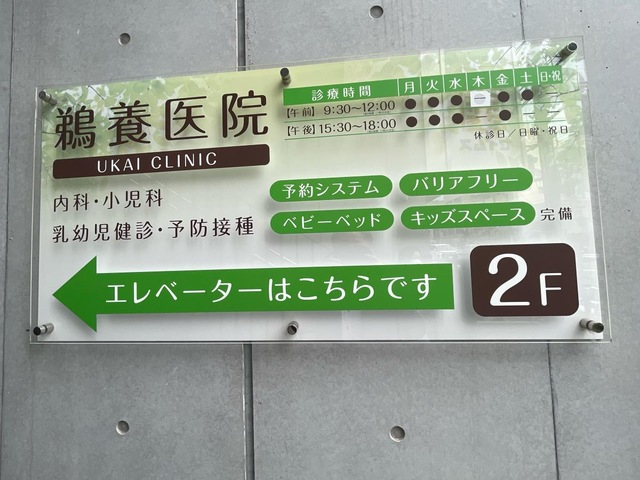 鵜養医院
UKAI CLINIC
内科・小児科
乳幼児健診・予防接種
診療時間 月 火 水 木 金 土 日・祝
【午前】9:30~12:00 ● ● ● － ● ● －
【午後】15:30~18:00 ● ● ● － ● － －
休診日／日曜・祝日
予約システム バリアフリー
ベビーベッド キッズスペース 完備
エレベーターはこちらです
2F